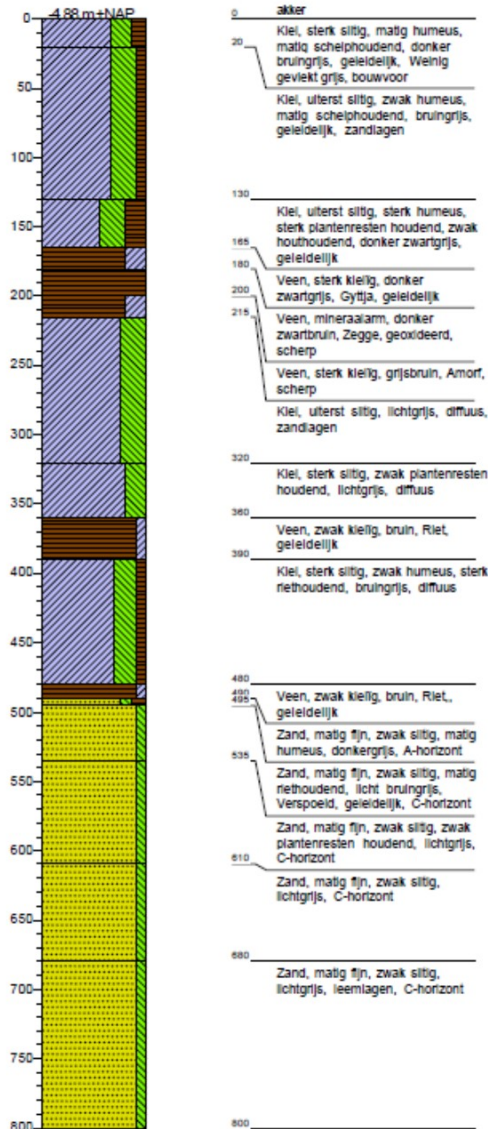 -4.88 m+NAP
0
50
100
150
200
250
300
350
400
450
500
550
600
650
700
750
800
0
akker
Klei, sterk siltig, matig humeus,
matig schelphoudend, donker
bruingrijs, geleidelijk, Weinig
gevlekt grijs, bouwvoor
20
Klei, uiterst siltig, zwak humeus,
matig schelphoudend, bruingrijs,
geleidelijk, zandlagen
130
Klei, uiterst siltig, sterk humeus,
sterk plantenresten houdend, zwak
houthoudend, donker zwartgrijs,
geleidelijk
165
Veen, sterk kleiig, donker
zwartgrijs, Gyttja, geleidelijk
180
Veen, mineraalarm, donker
zwartbruin, Zegge, geoxideerd,
scherp
200
Veen, sterk kleiig, grijsbruin, Amorf,
scherp
215
Klei, uiterst siltig, lichtgrijs, diffuus,
zandlagen
320
Klei, sterk siltig, zwak plantenresten
houdend, lichtgrijs, diffuus
360
Veen, zwak kleiig, bruin, Riet,
geleidelijk
390
Klei, sterk siltig, zwak humeus, sterk
riethoudend, bruingrijs, diffuus
480
Veen, zwak kleiig, bruin, Riet,,
geleidelijk
490
Zand, matig fijn, zwak siltig, matig
humeus, donkergrijs, A-horizont
495
Zand, matig fijn, zwak siltig, matig
riethoudend, licht bruingrijs,
Verspoeld, geleidelijk, C-horizont
535
Zand, matig fijn, zwak siltig, zwak
plantenresten houdend, lichtgrijs,
C-horizont
610
Zand, matig fijn, zwak siltig,
lichtgrijs, C-horizont
680
Zand, matig fijn, zwak siltig,
lichtgrijs, leemlagen, C-horizont
800